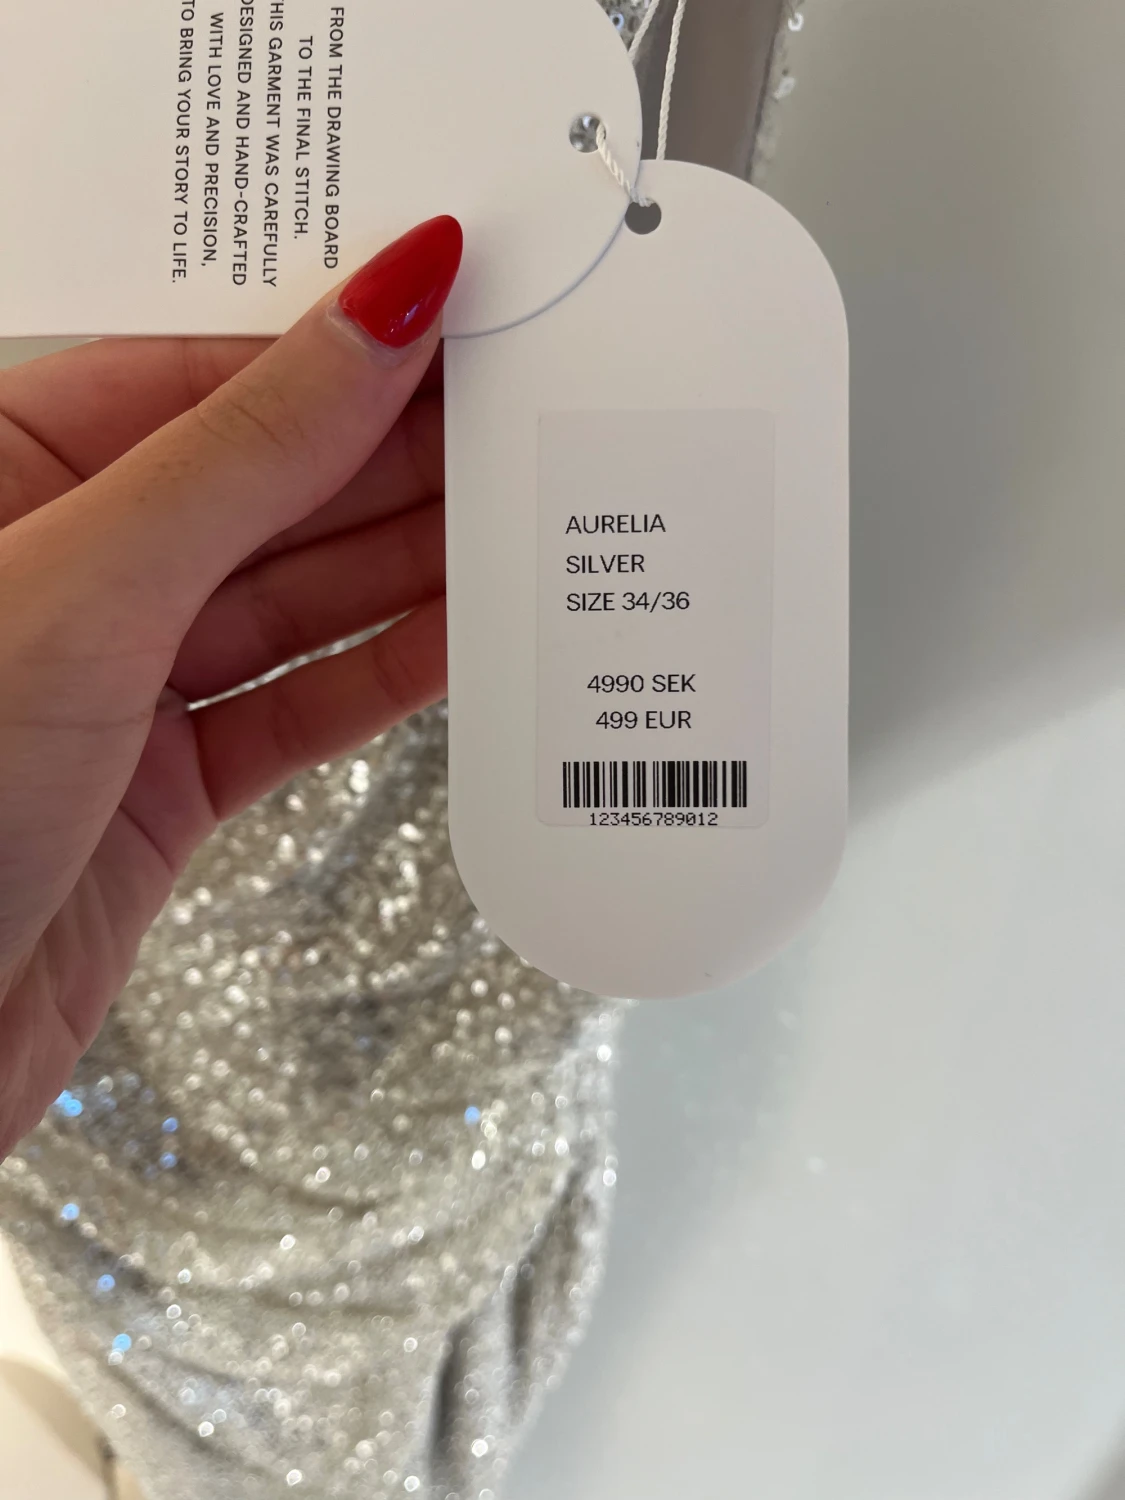 FROM THE DRAWING BOARD
TO THE FINAL STITCH.
THIS GARMENT WAS CAREFULLY
DESIGNED AND HAND-CRAFTED
WITH LOVE AND PRECISION,
TO BRING YOUR STORY TO LIFE.
AURELIA
SILVER
SIZE 34/36
4990 SEK
499 EUR
123456789012